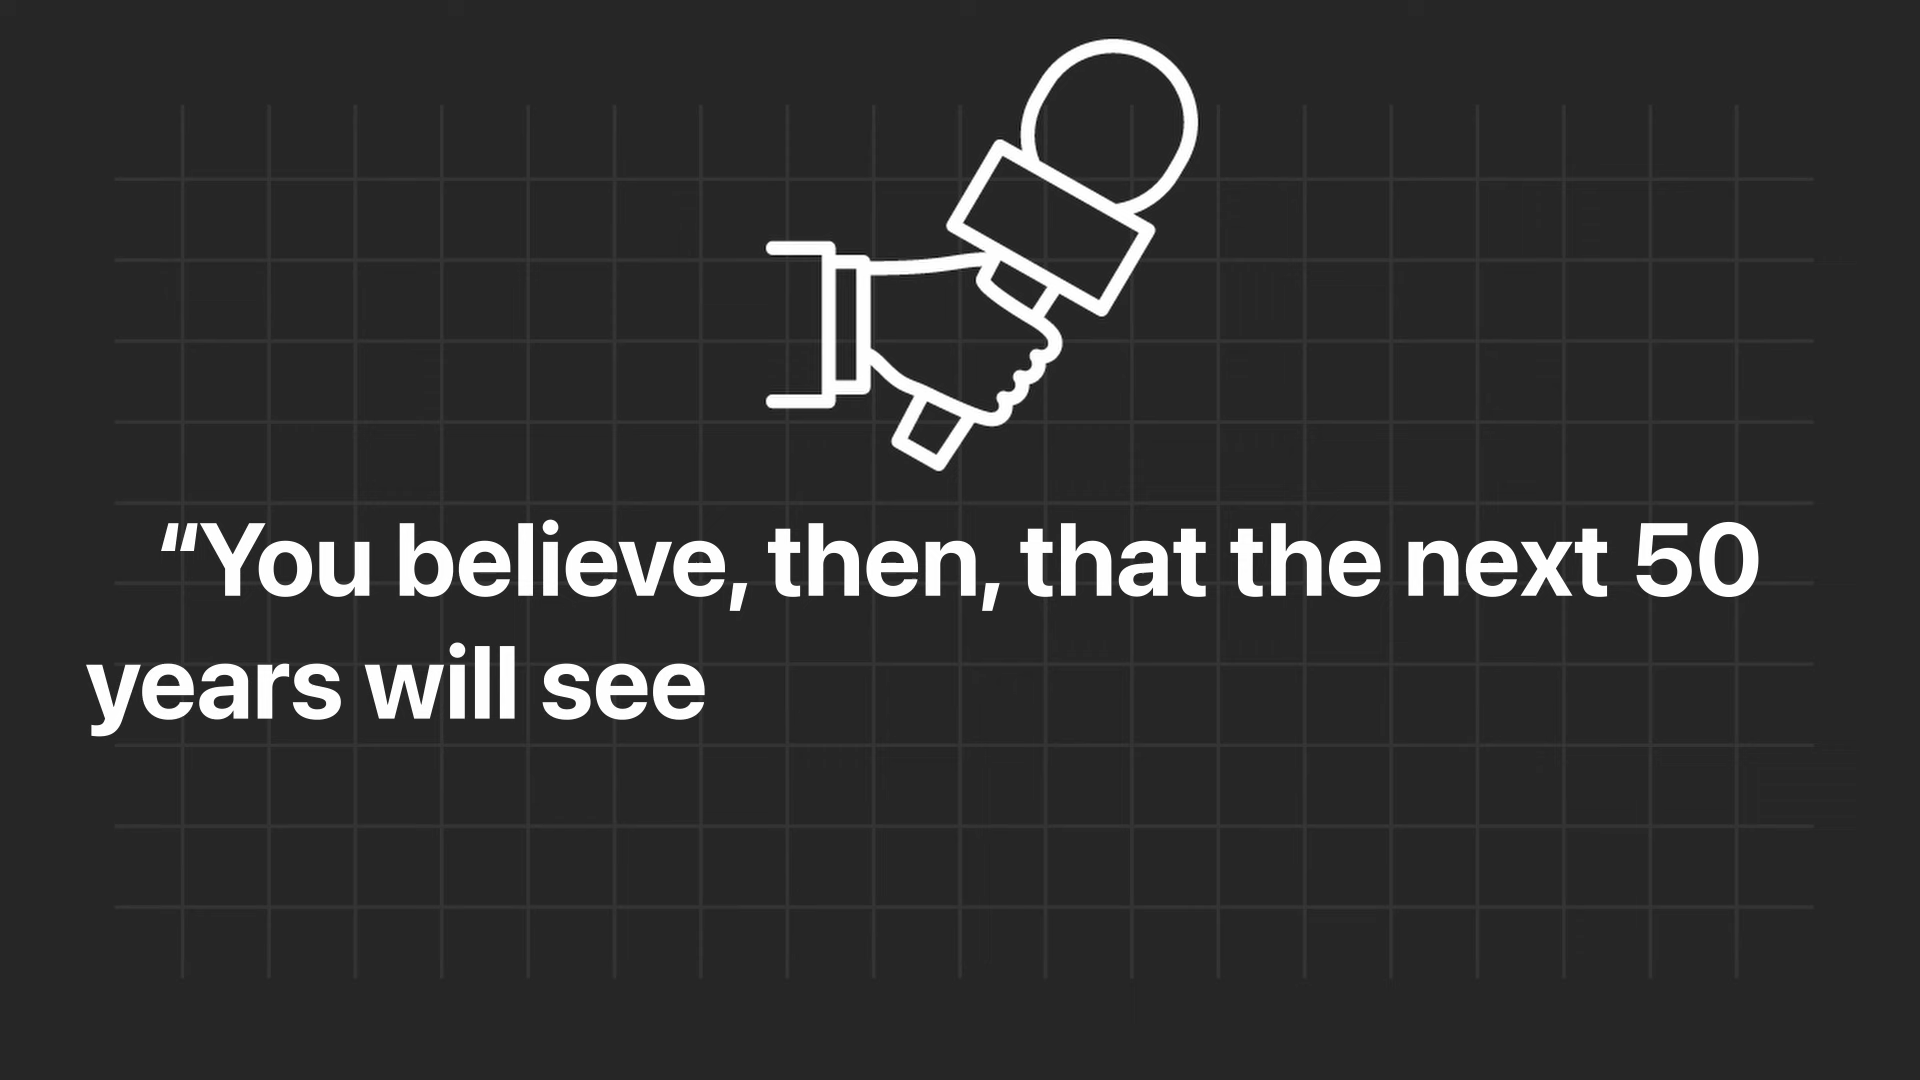 “You believe, then, that the next 50
years will see